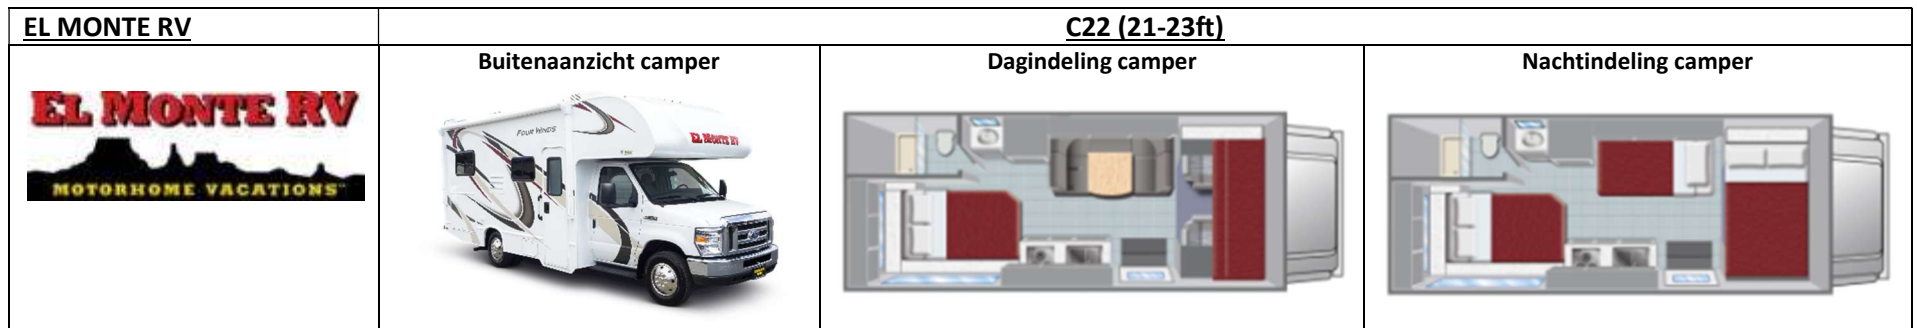 EL MONTE RV
C22 (21-23ft)
Buitenaanzicht camper
Dagindeling camper
Nachtindeling camper
EL MONTE RV
MOTORHOME VACATIONS
FOUR WINDS
EL MONTE RV